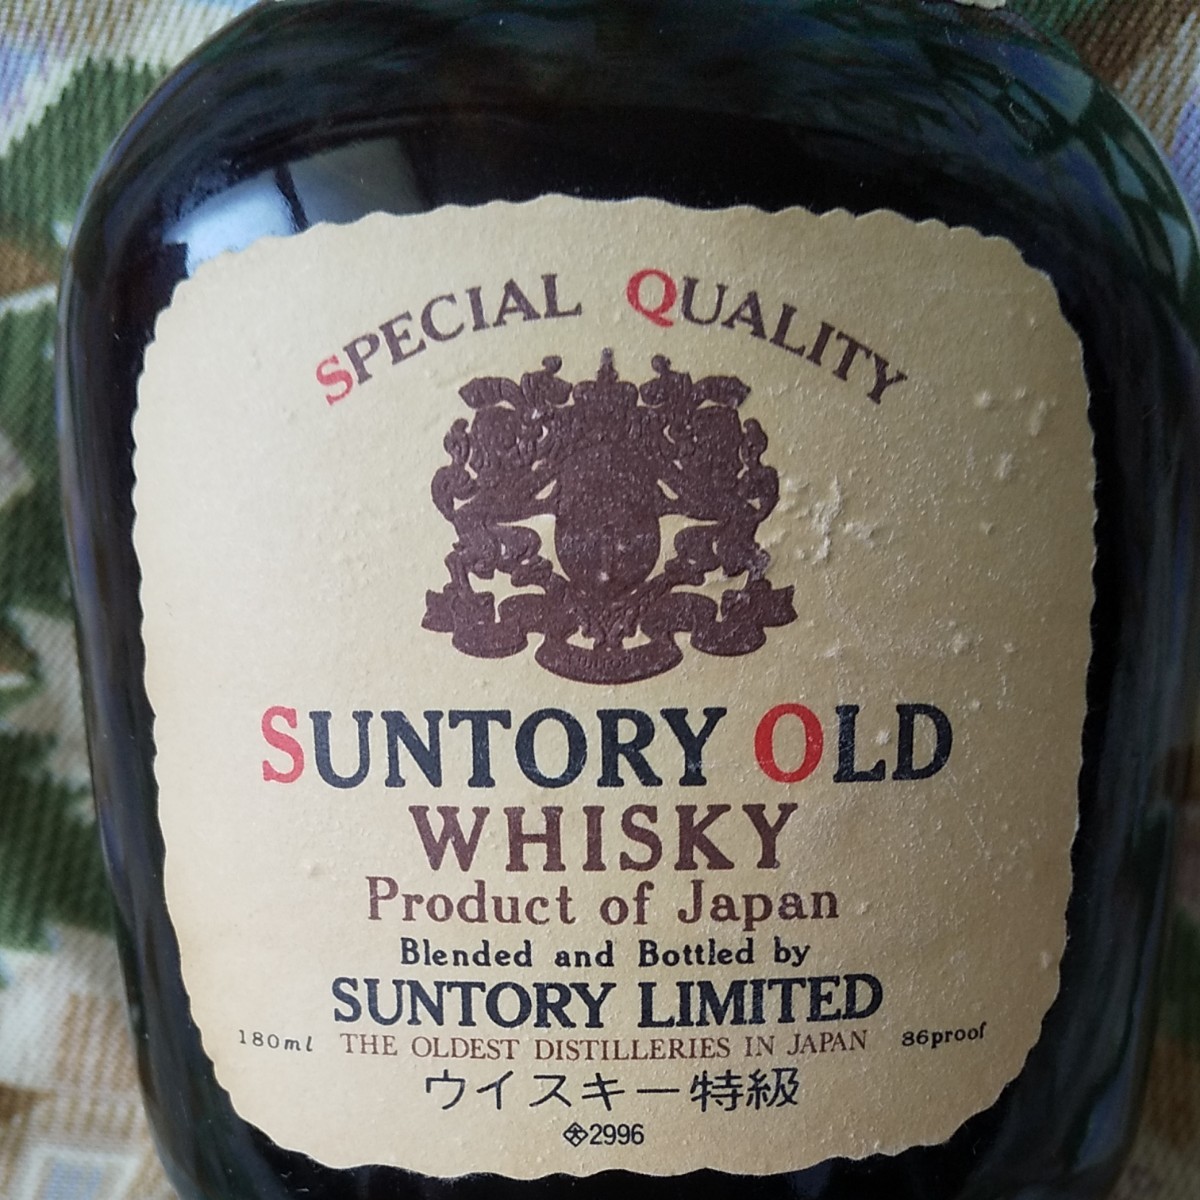 SPECIAL QUALITY
SUNTORY
SUNTORY OLD
WHISKY
Product of Japan
Blended and Bottled by
SUNTORY LIMITED
180ml THE OLDEST DISTILLERIES IN JAPAN 86proof
ウイスキー特級
2996